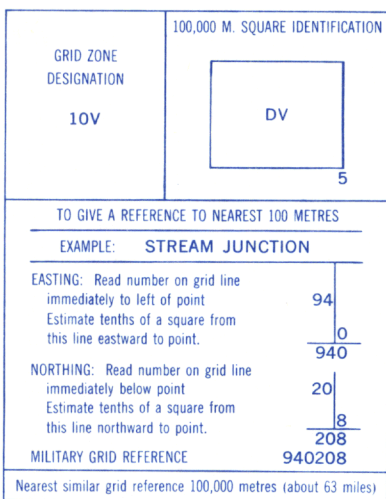 GRID ZONE
DESIGNATION
10V
100,000 M. SQUARE IDENTIFICATION
DV
5
TO GIVE A REFERENCE TO NEAREST 100 METRES
EXAMPLE: STREAM JUNCTION
EASTING: Read number on grid line
immediately to left of point 94
Estimate tenths of a square from
this line eastward to point. 0
940
NORTHING: Read number on grid line
immediately below point 20
Estimate tenths of a square from
this line northward to point. 8
208
MILITARY GRID REFERENCE 940208
Nearest similar grid reference 100,000 metres (about 63 miles)